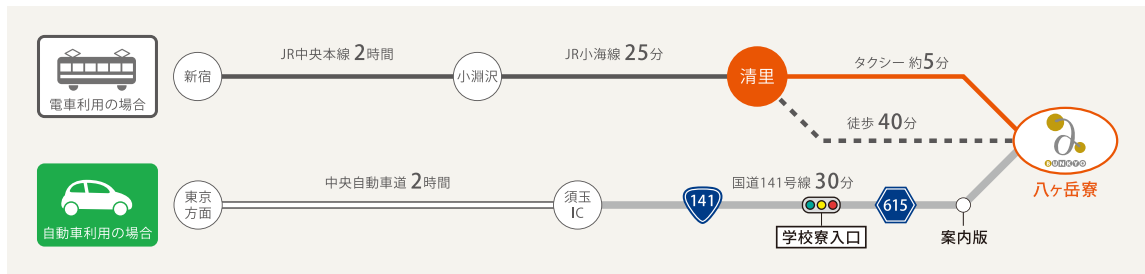 電車利用の場合
新宿
JR中央本線 2時間
小淵沢
JR小海線 25分
清里
タクシー 約5分
徒歩 40分
BUNKYO
八ヶ岳寮
自動車利用の場合
東京
方面
中央自動車道 2時間
須玉
IC
141
国道141号線 30分
学校寮入口
615
案内版